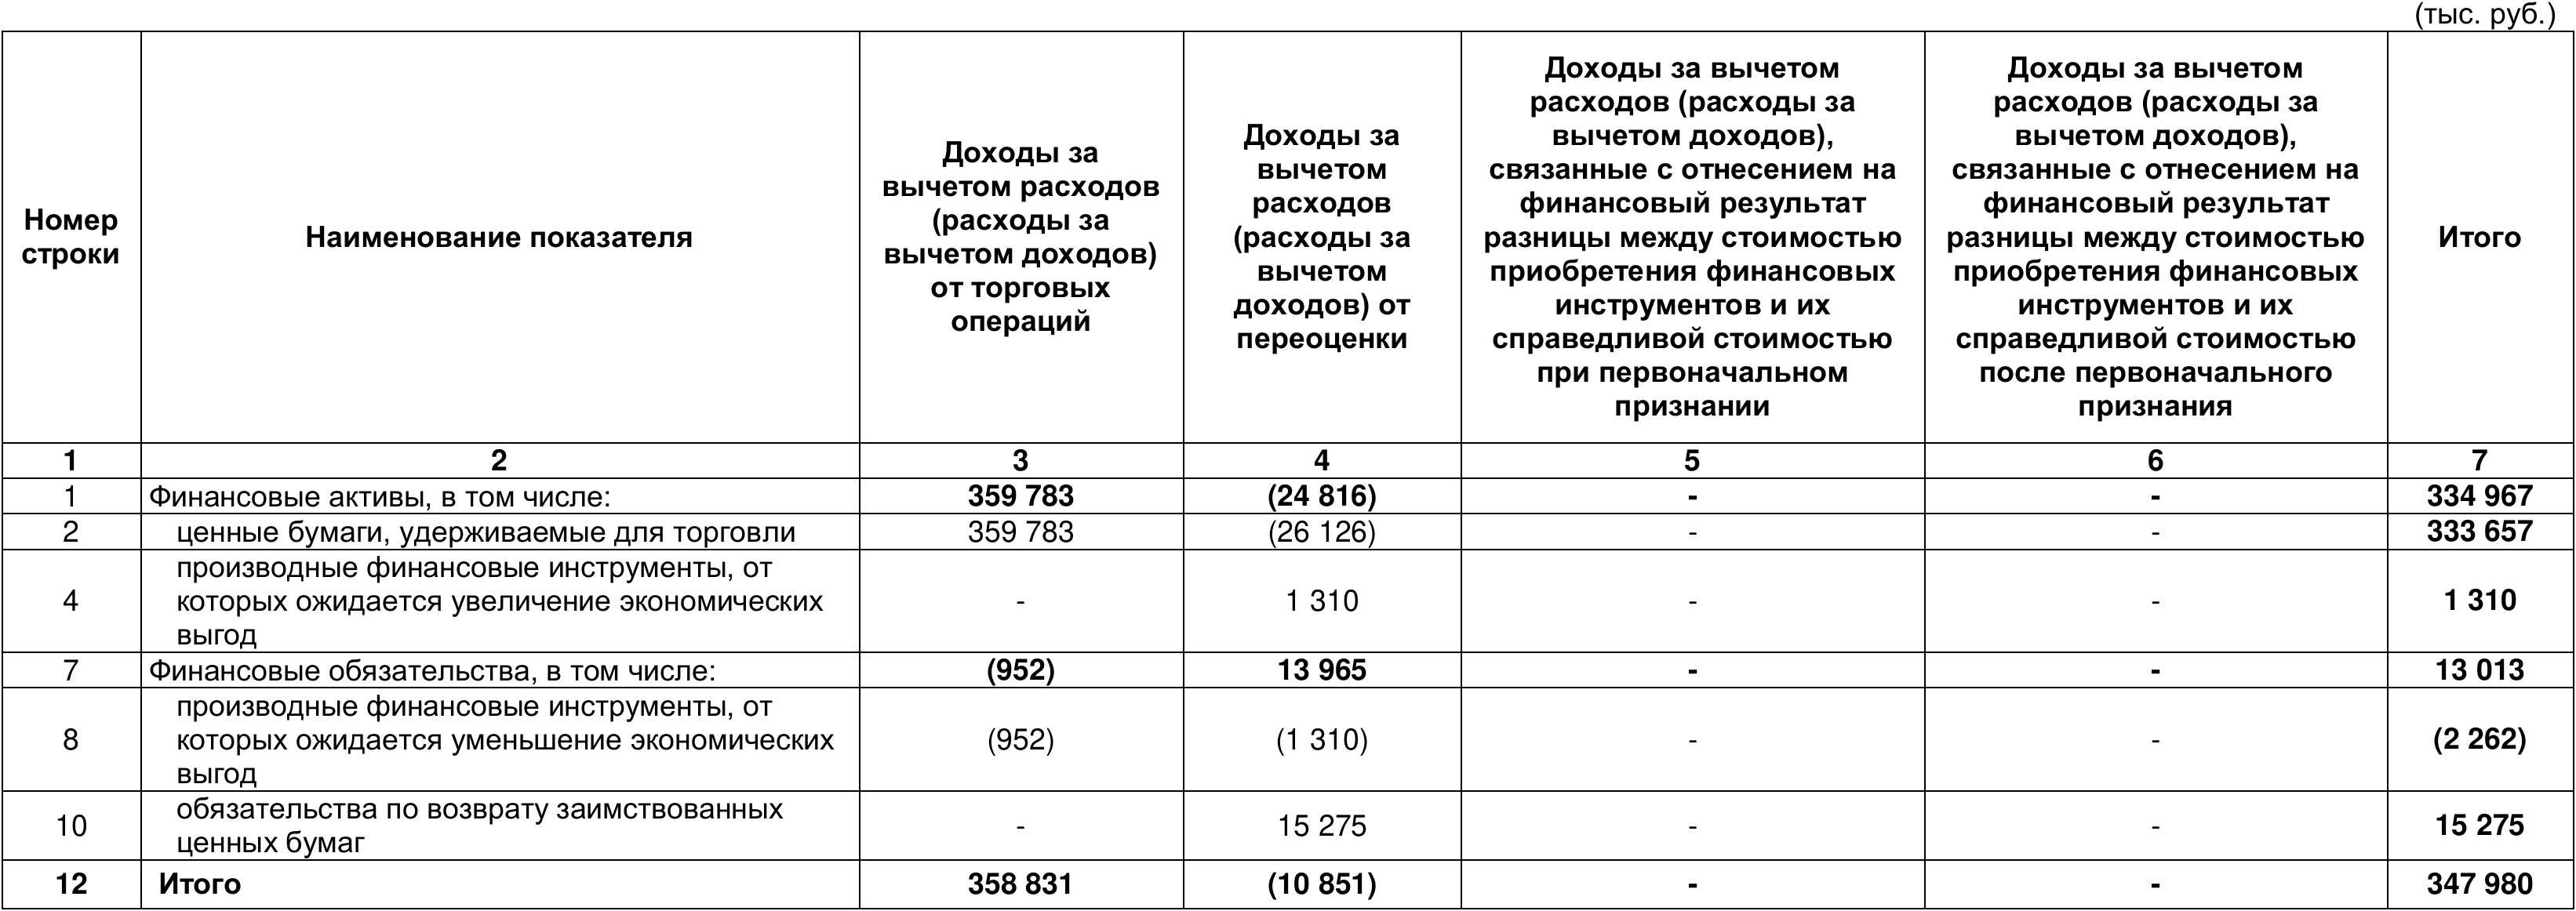 (тыс. руб.)
Номер
строки
Наименование показателя
Доходы за
вычетом расходов
(расходы за
вычетом доходов)
от торговых
операций
Доходы за
вычетом
расходов
(расходы за
вычетом
доходов) от
переоценки
Доходы за вычетом
расходов (расходы за
вычетом доходов),
связанные с отнесением на
финансовый результат
разницы между стоимостью
приобретения финансовых
инструментов и их
справедливой стоимостью
при первоначальном
признании
Доходы за вычетом
расходов (расходы за
вычетом доходов),
связанные с отнесением на
финансовый результат
разницы между стоимостью
приобретения финансовых
инструментов и их
справедливой стоимостью
после первоначального
признания
Итого
1 2 3 4 5 6 7
1 Финансовые активы, в том числе: 359 783 (24 816) - - 334 967
2 ценные бумаги, удерживаемые для торговли 359 783 (26 126) - - 333 657
производные финансовые инструменты, от
4 которых ожидается увеличение экономических - 1 310 - - 1 310
выгод
7 Финансовые обязательства, в том числе: (952) 13 965 - - 13 013
производные финансовые инструменты, от
8 которых ожидается уменьшение экономических (952) (1 310) - - (2 262)
выгод
10 обязательства по возврату заимствованных
ценных бумаг - 15 275 - - 15 275
12 Итого 358 831 (10 851) - - 347 980